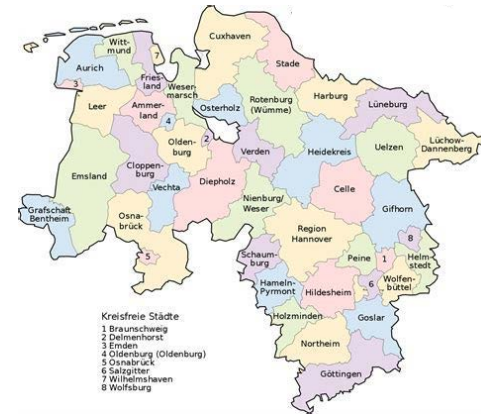 Cuxhaven
Witt-
mund
7
Stade
Aurich
Fries-
land
Weser-
marsch
3
Leer
Ammer-
land
Osterholz
Rotenburg
(Wümme)
Harburg
Lüneburg
4
2
Olden-
burg
Verden
Heidekreis
Uelzen
Lüchow-
Dannenberg
Emsland
Cloppen-
burg
Vechta
Diepholz
Celle
Grafschaft
Bentheim
Osna-
brück
Nienburg/
Weser
Gifhorn
5
Region
Hannover
8
Schaum-
burg
Peine
1
Helm-
stedt
Hameln-
Pyrmont
Hildesheim
6
Wolfen-
büttel
Holzminden
Goslar
Northeim
Göttingen
Kreisfreie Städte
1 Braunschweig
2 Delmenhorst
3 Emden
4 Oldenburg (Oldenburg)
5 Osnabrück
6 Salzgitter
7 Wilhelmshaven
8 Wolfsburg